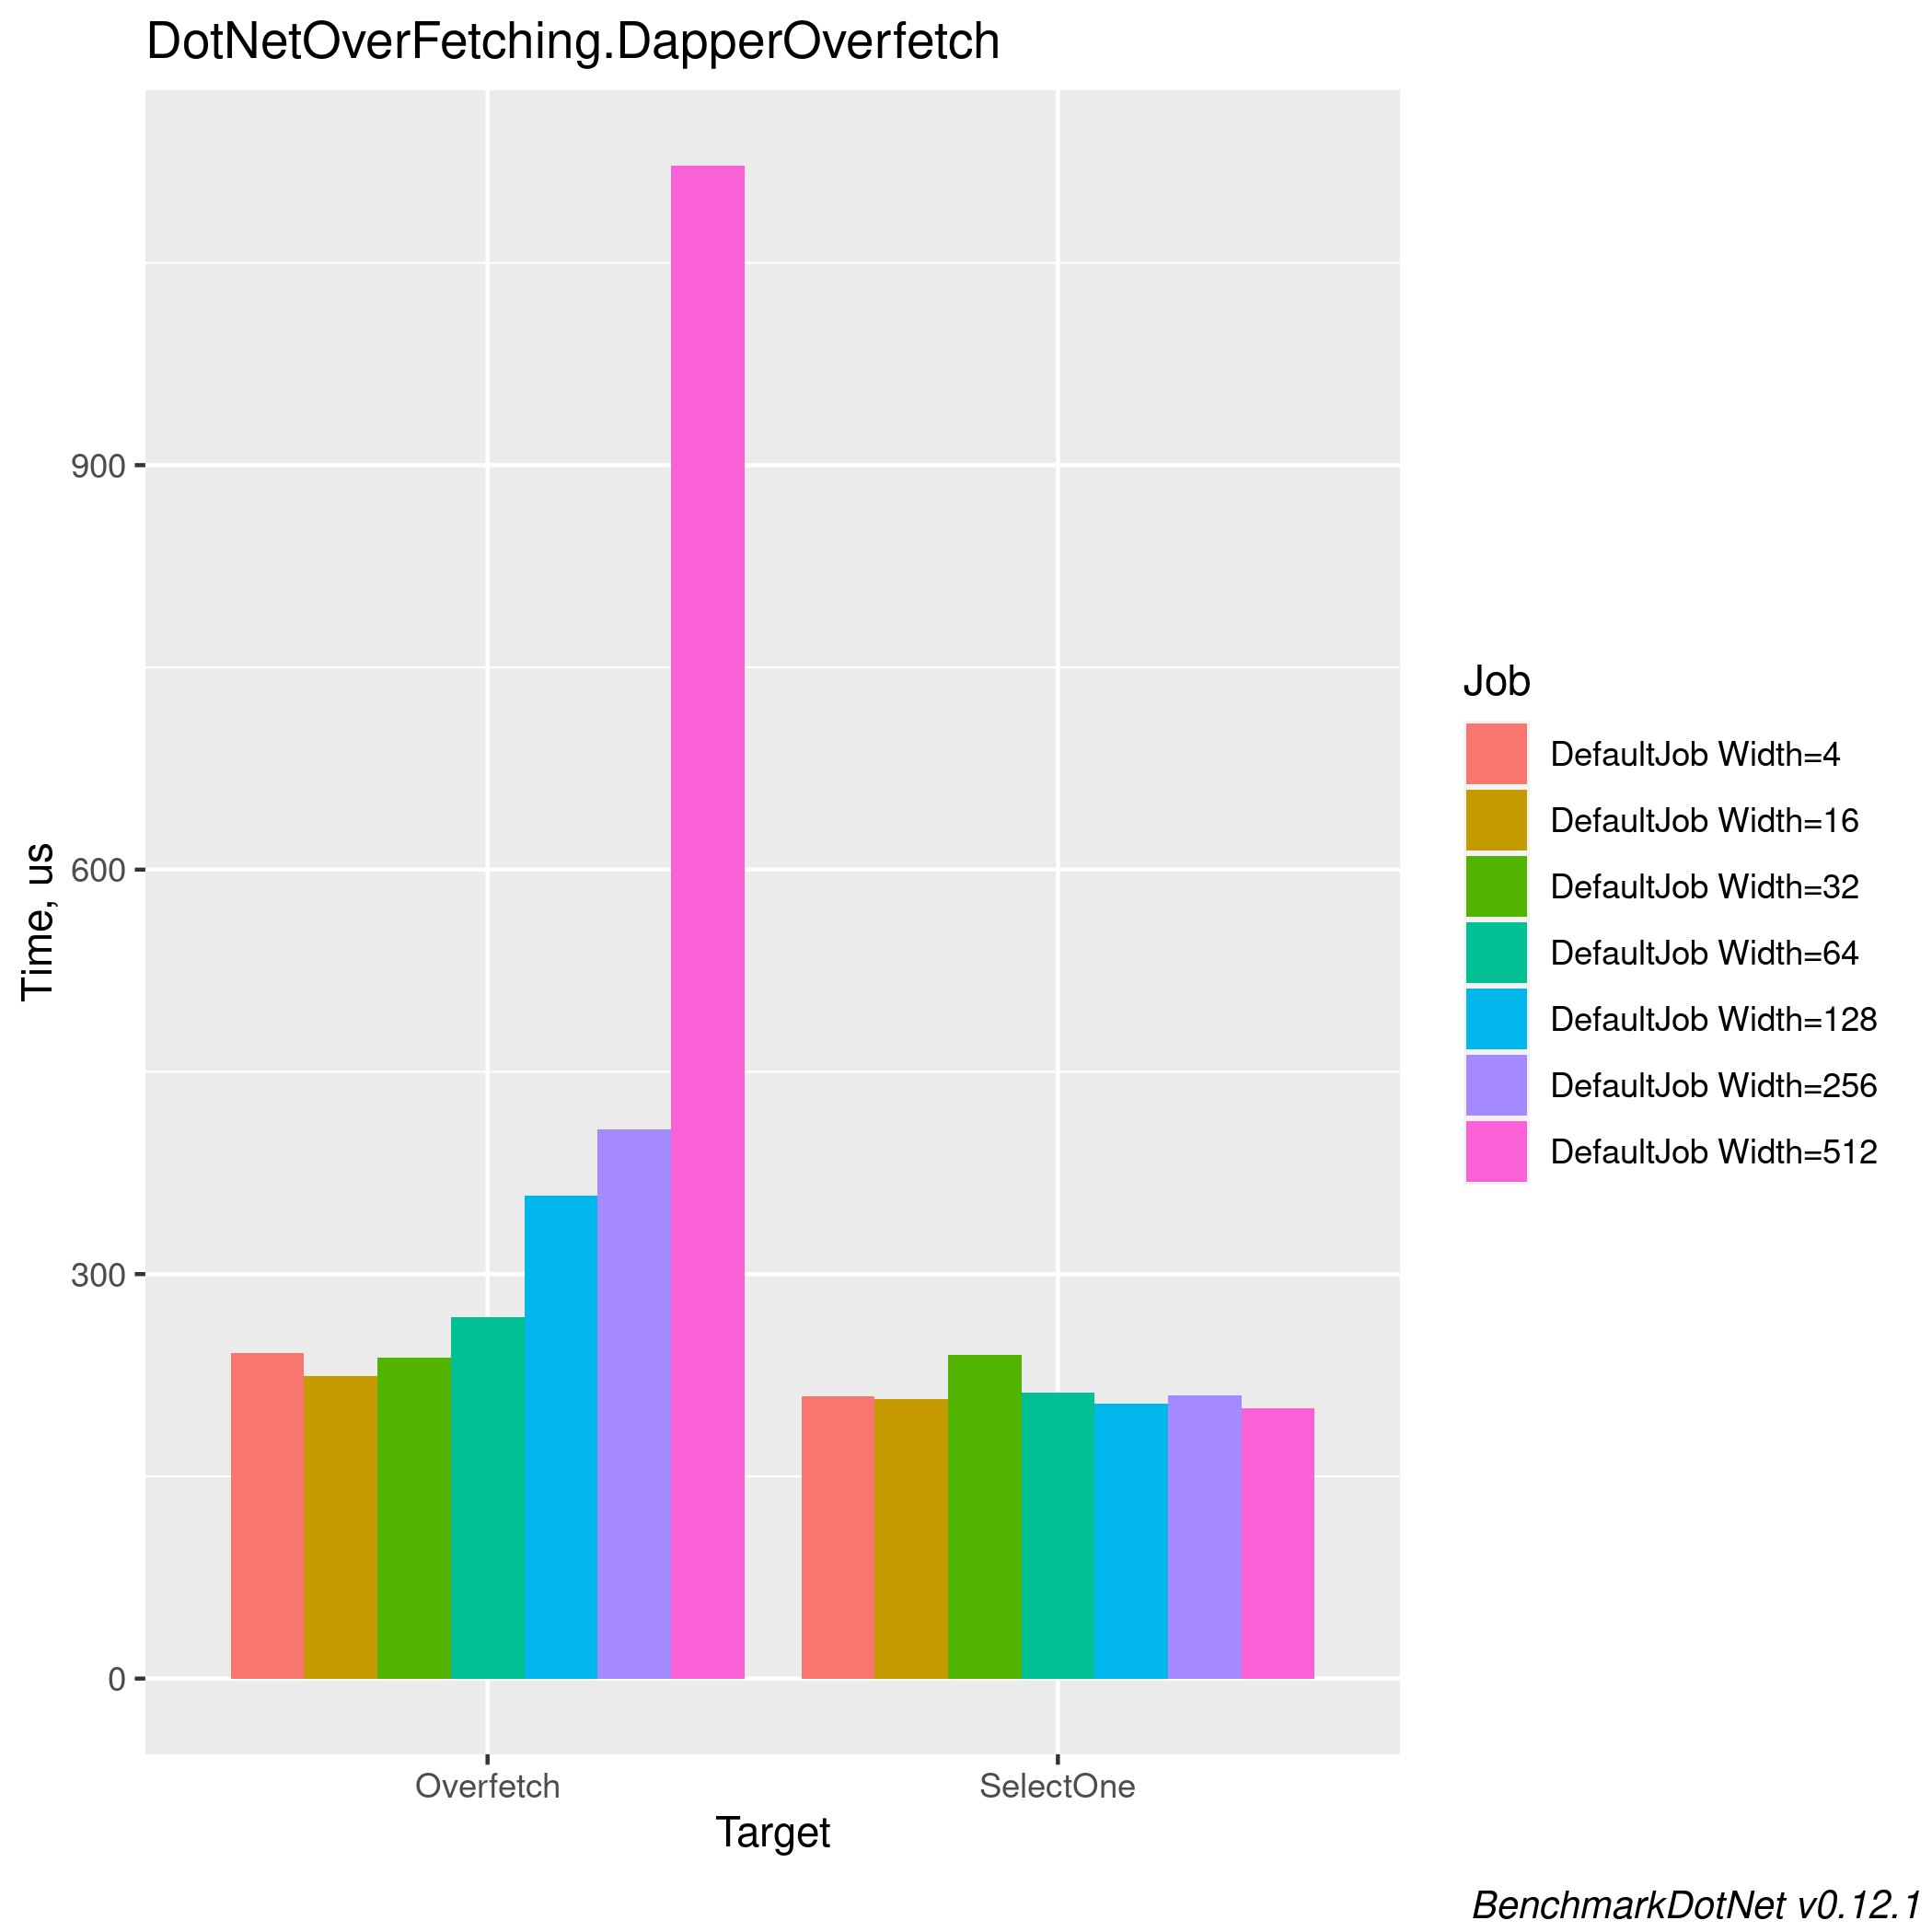 DotNetOverFetching.DapperOverfetch
Time, us
900
600
300
0
Overfetch
SelectOne
Target
Job
DefaultJob Width=4
DefaultJob Width=16
DefaultJob Width=32
DefaultJob Width=64
DefaultJob Width=128
DefaultJob Width=256
DefaultJob Width=512
BenchmarkDotNet v0.12.1